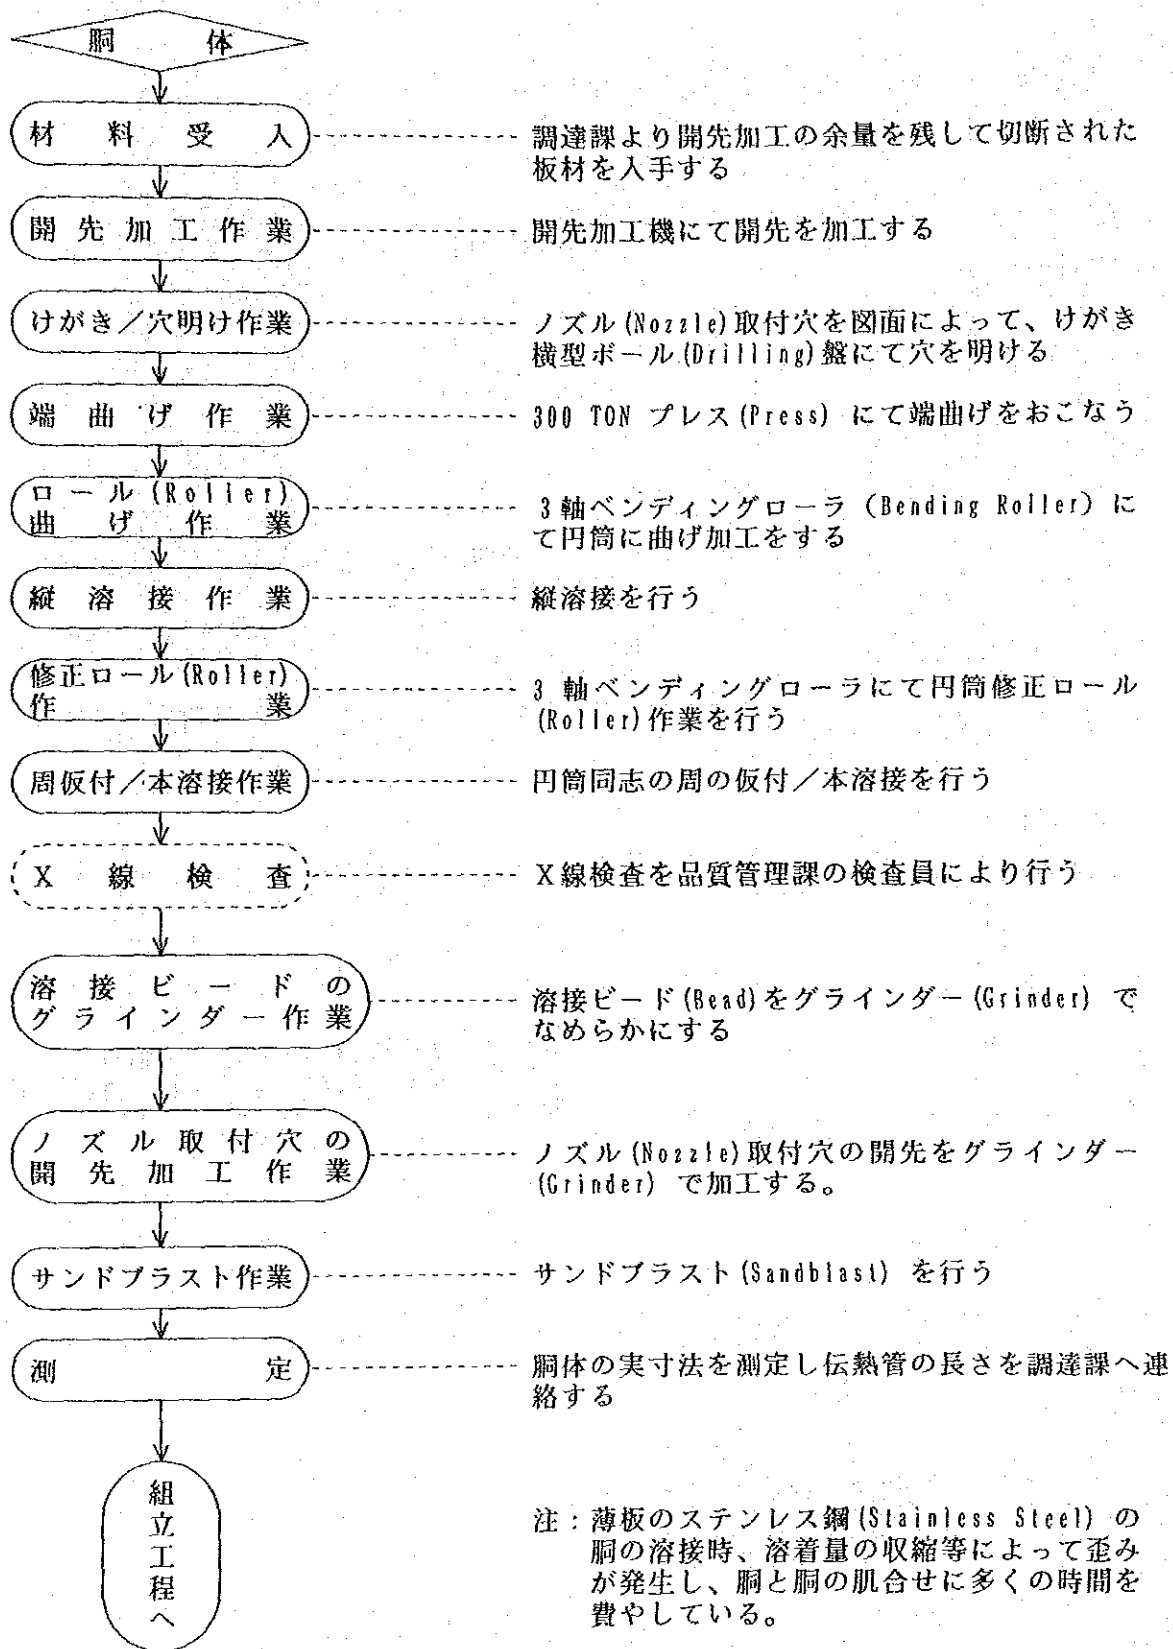 胴体
材料受入
調達課より開先加工の余量を残して切断された
板材を入手する
開先加工作業
開先加工機にて開先を加工する
けがき／穴明け作業
ノズル(Nozzle)取付穴を図面によって、けがき
横型ボール(Drilling)盤にて穴を明ける
端曲げ作業
300 TON プレス(Press) にて端曲げをおこなう
ロール(Roller)
曲げ作業
3軸ベンディングローラ (Bending Roller) に
て円筒に曲げ加工をする
縦溶接作業
縦溶接を行う
修正ロール(Roller)
作業
3 軸ベンディングローラにて円筒修正ロール
(Roller)作業を行う
周仮付／本溶接作業
円筒同志の周の仮付／本溶接を行う
X線検査
X線検査を品質管理課の検査員により行う
溶接ビードの
グラインダー作業
溶接ビード(Bead)をグラインダー(Grinder) で
なめらかにする
ノズル取付穴の
開先加工作業
ノズル(Nozzle)取付穴の開先をグラインダー
(Grinder) で加工する。
サンドブラスト作業
サンドブラスト(Sandblast) を行う
測定
胴体の実寸法を測定し伝熱管の長さを調達課へ連
絡する
組立工程へ
注：薄板のステンレス鋼(Stainless Steel) の
胴の溶接時、溶着量の収縮等によって歪み
が発生し、胴と胴の肌合せに多くの時間を
費やしている。